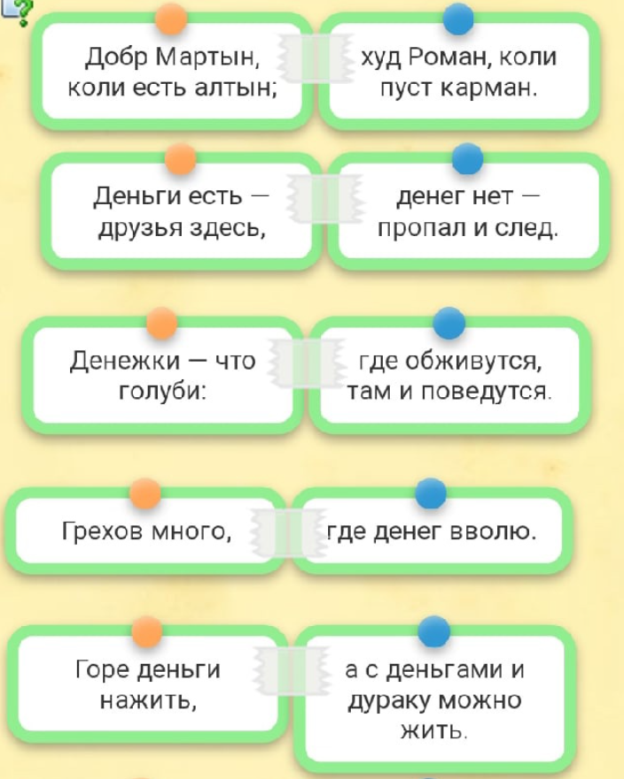 Добр Мартын,
коли есть алтын;
худ Роман, коли
пуст карман.
Деньги есть —
друзья здесь,
денег нет —
пропал и след.
Денежки — что
голуби:
где обживутся,
там и поведутся.
Грехов много,
где денег вволю.
Горе деньги
нажить,
а с деньгами и
дураку можно
жить.